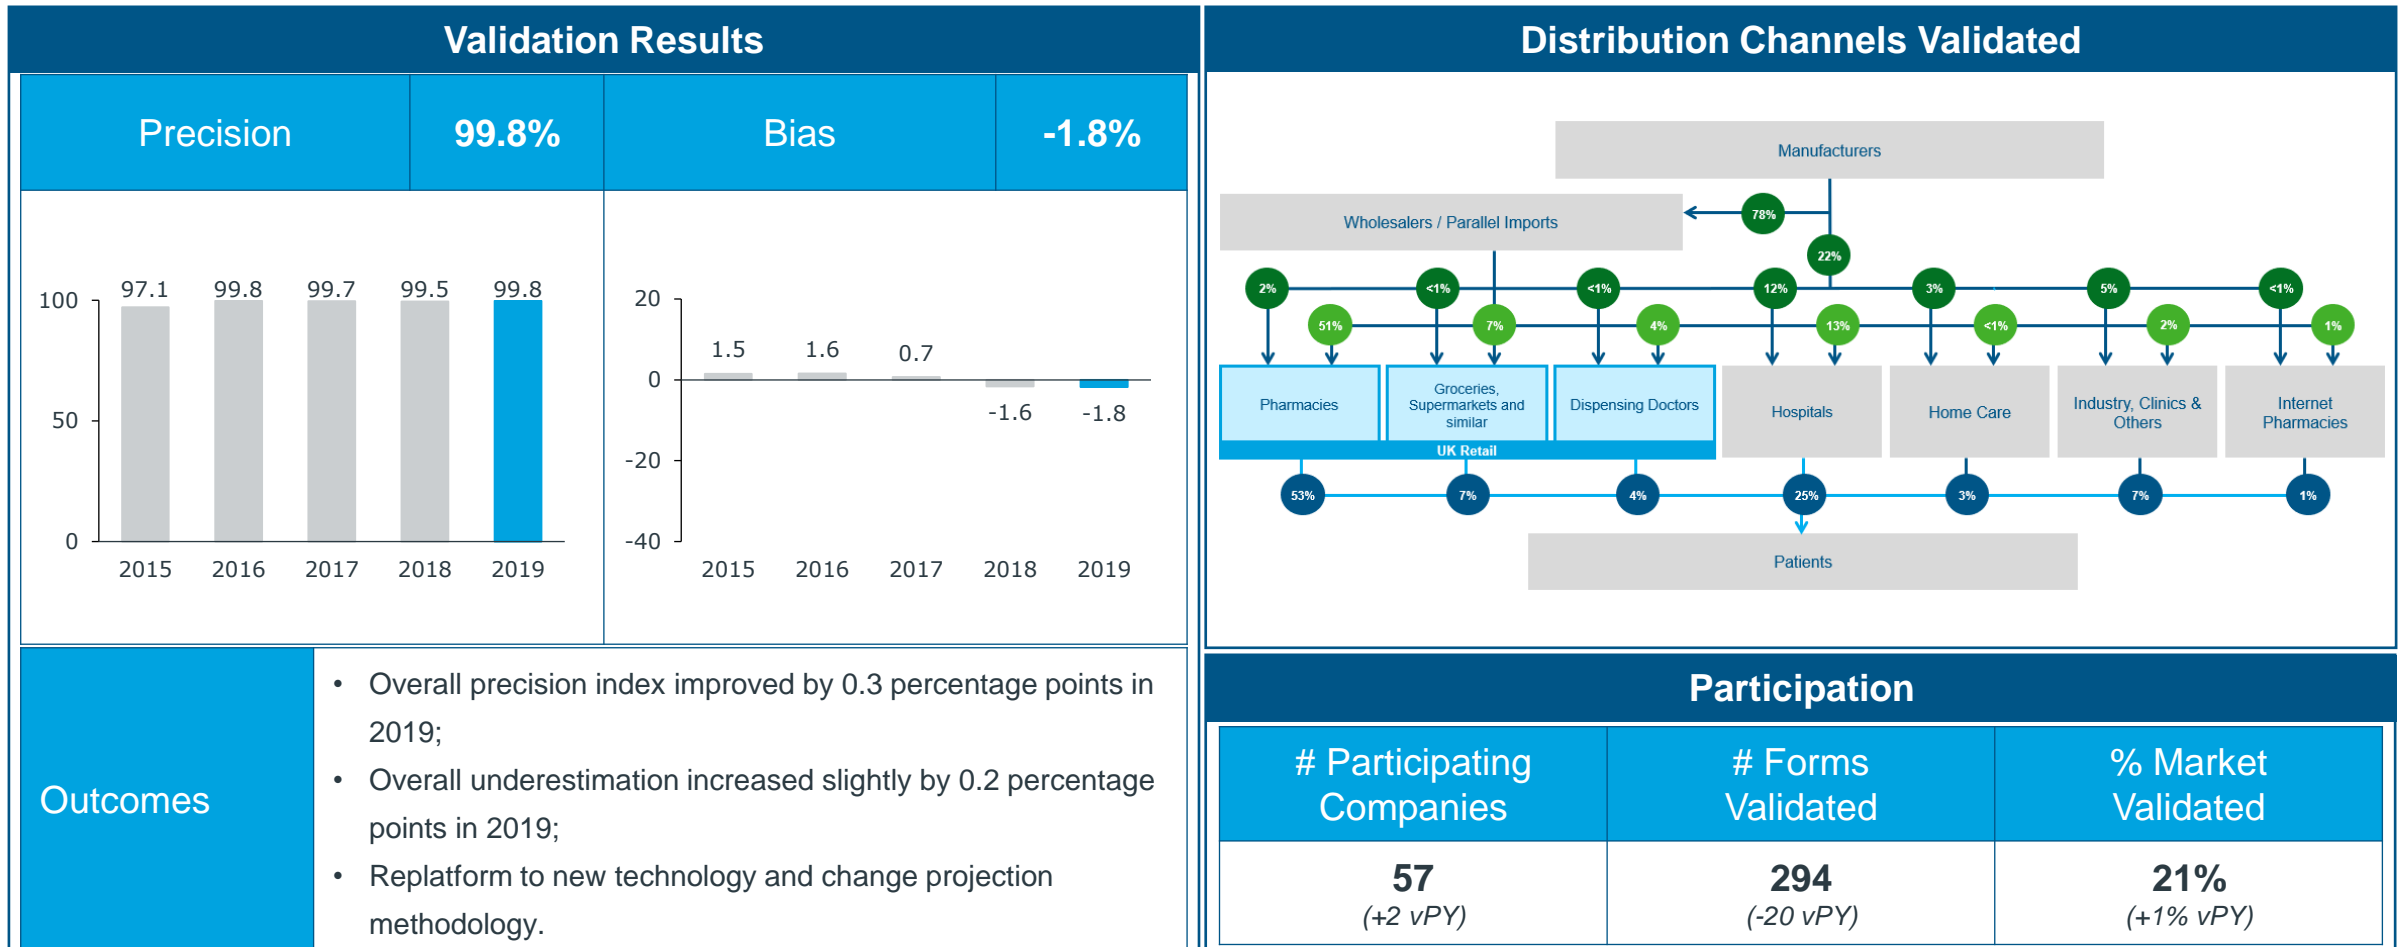 Validation Results
Precision
99.8%
Bias
-1.8%
100
50
0
97.1
99.8
99.7
99.5
99.8
2015
2016
2017
2018
2019
20
0
-20
-40
1.5
1.6
0.7
-1.6
-1.8
2015
2016
2017
2018
2019
Outcomes
• Overall precision index improved by 0.3 percentage points in
2019;
• Overall underestimation increased slightly by 0.2 percentage
points in 2019;
• Replatform to new technology and change projection
methodology.
Distribution Channels Validated
Manufacturers
Wholesalers / Parallel Imports
78%
22%
2%
<1%
<1%
12%
3%
5%
<1%
51%
7%
4%
13%
<1%
2%
1%
Pharmacies
Groceries,
Supermarkets and
similar
Dispensing Doctors
Hospitals
Home Care
Industry, Clinics &
Others
Internet
Pharmacies
UK Retail
53%
7%
4%
25%
3%
7%
1%
Patients
Participation
# Participating
Companies
# Forms
Validated
% Market
Validated
57
(+2 vPY)
294
(-20 vPY)
21%
(+1% vPY)